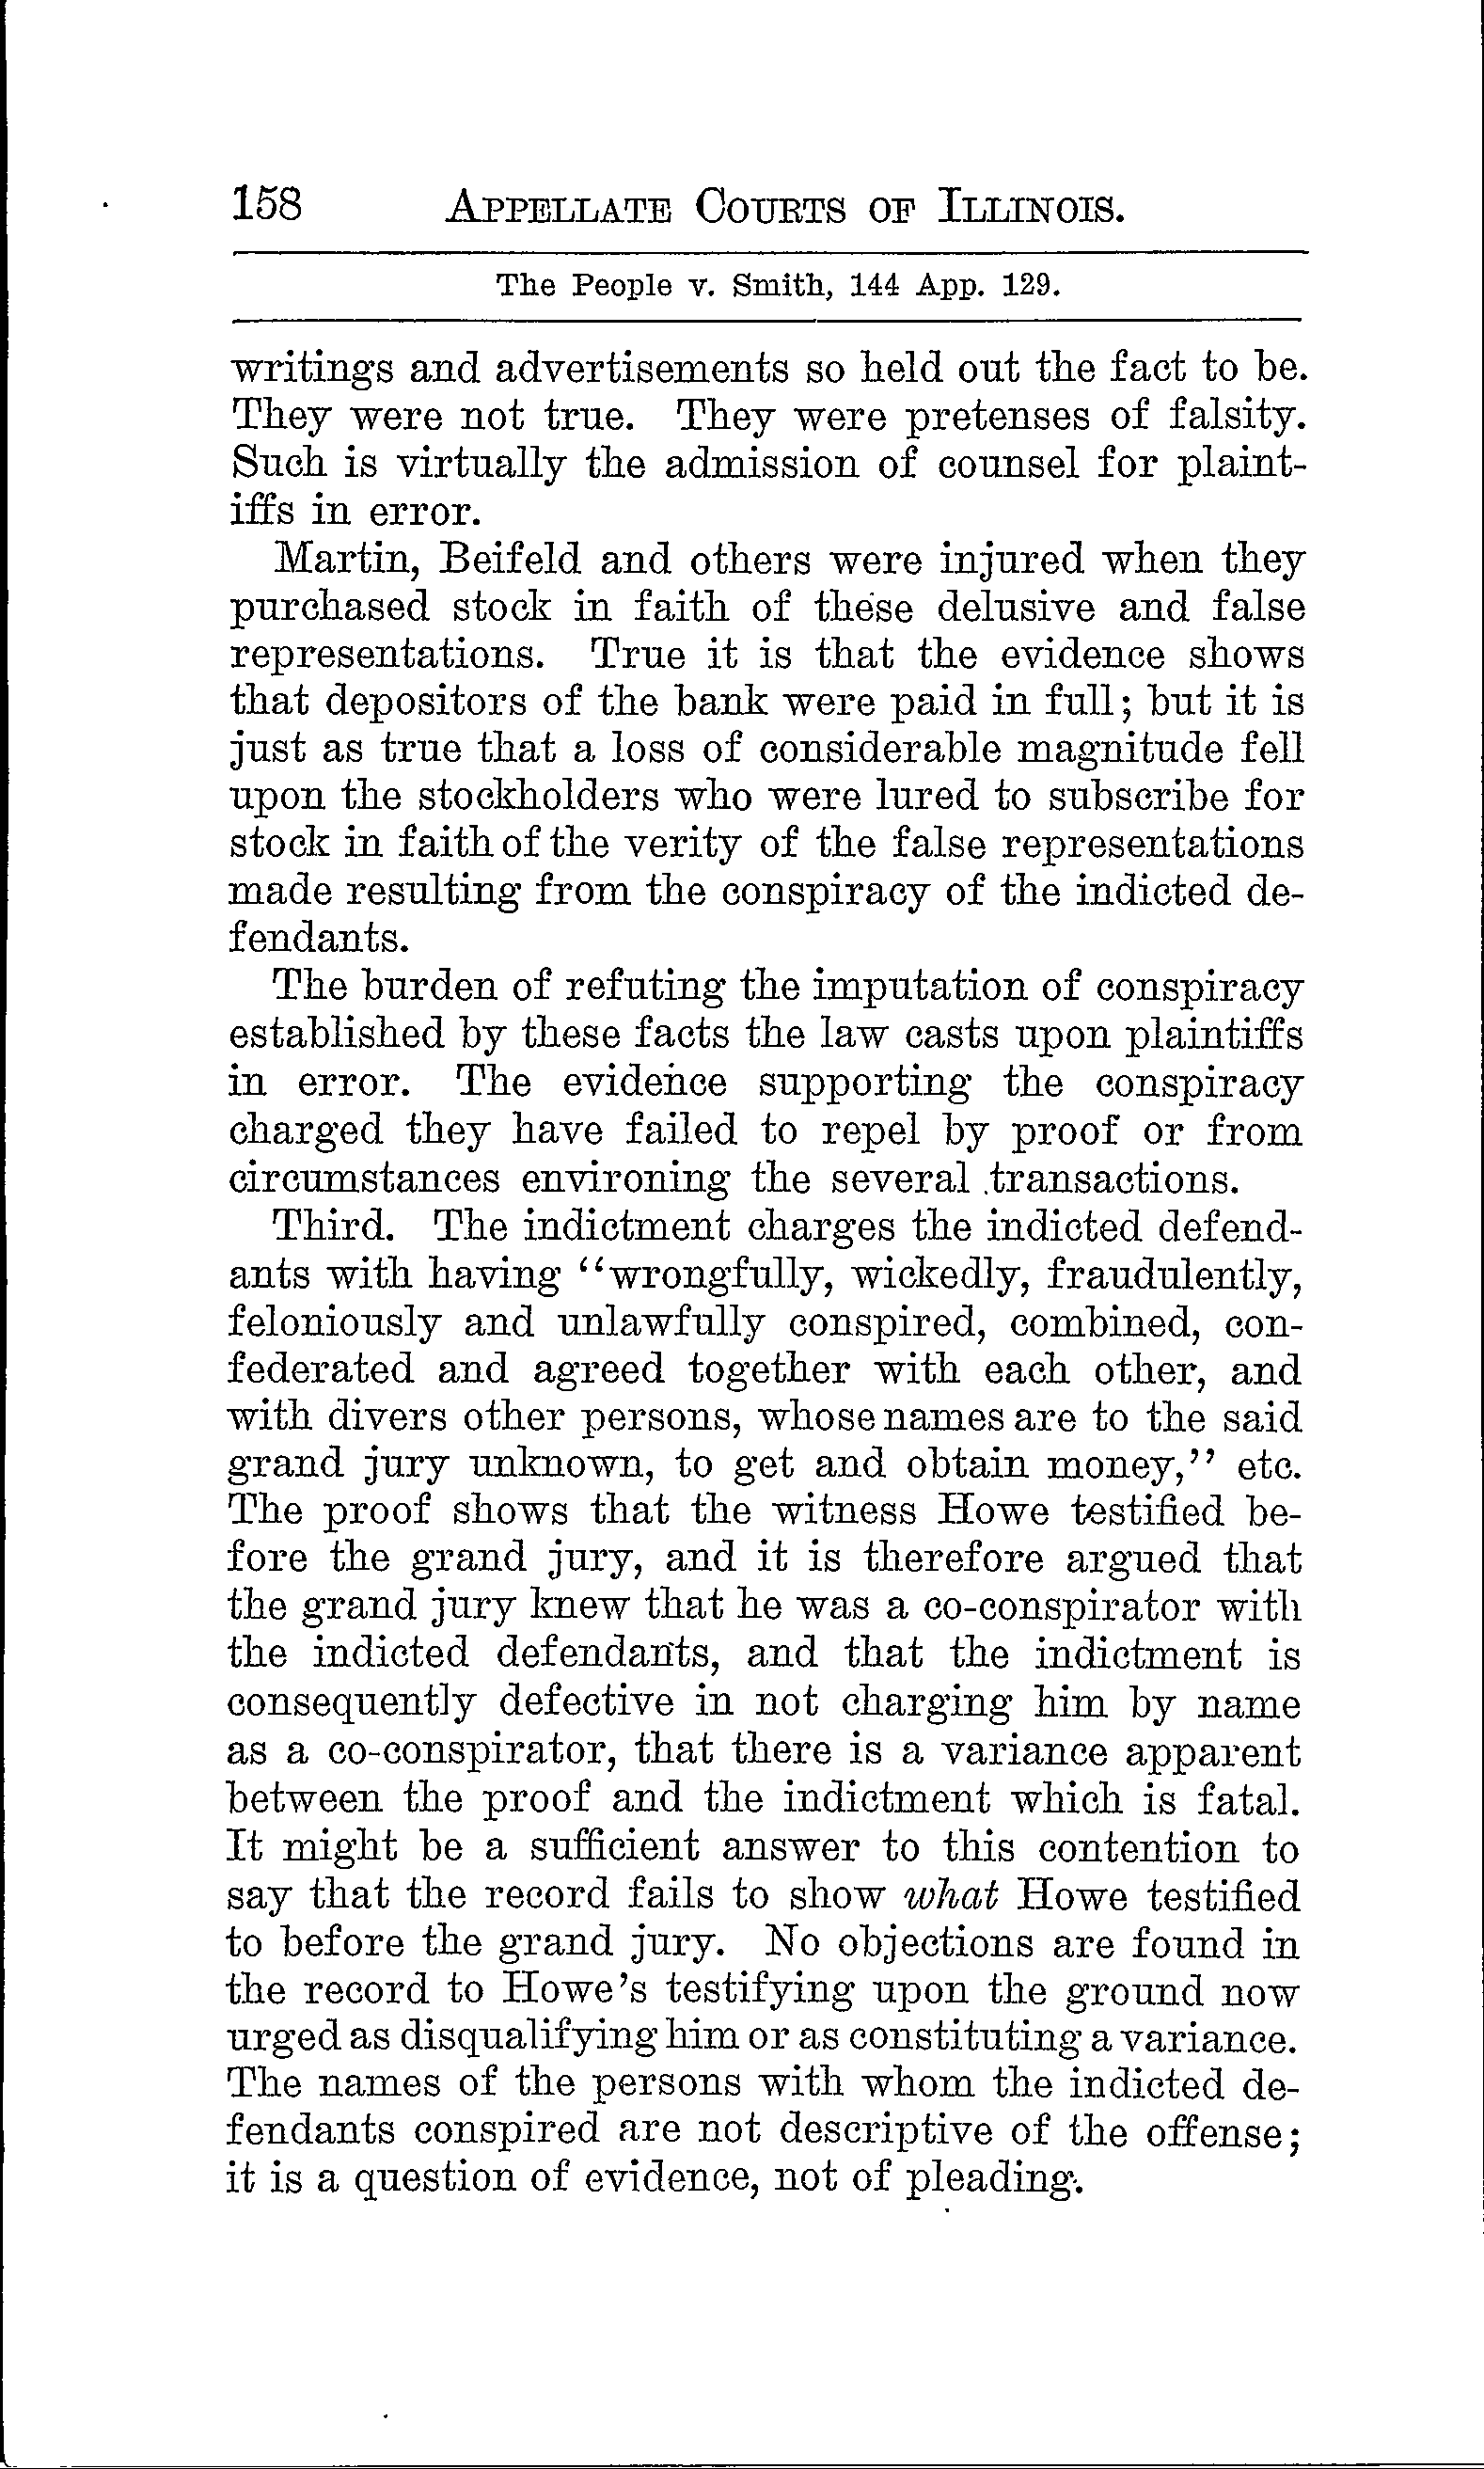 158 APPELLATE COURTS OF ILLINOIS.
The People v. Smith, 144 App. 129.
writings and advertisements so held out the fact to be.
They were not true. They were pretenses of falsity.
Such is virtually the admission of counsel for plaint-
iffs in error.
Martin, Beifeld and others were injured when they
purchased stock in faith of these delusive and false
representations. True it is that the evidence shows
that depositors of the bank were paid in full; but it is
just as true that a loss of considerable magnitude fell
upon the stockholders who were lured to subscribe for
stock in faith of the verity of the false representations
made resulting from the conspiracy of the indicted de-
fendants.
The burden of refuting the imputation of conspiracy
established by these facts the law casts upon plaintiffs
in error. The evidence supporting the conspiracy
charged they have failed to repel by proof or from
circumstances environing the several transactions.
Third. The indictment charges the indicted defend-
ants with having "wrongfully, wickedly, fraudulently,
feloniously and unlawfully conspired, combined, con-
federated and agreed together with each other, and
with divers other persons, whose names are to the said
grand jury unknown, to get and obtain money," etc.
The proof shows that the witness Howe testified be-
fore the grand jury, and it is therefore argued that
the grand jury knew that he was a co-conspirator with
the indicted defendants, and that the indictment is
consequently defective in not charging him by name
as a co-conspirator, that there is a variance apparent
between the proof and the indictment which is fatal.
It might be a sufficient answer to this contention to
say that the record fails to show what Howe testified
to before the grand jury. No objections are found in
the record to Howe's testifying upon the ground now
urged as disqualifying him or as constituting a variance.
The names of the persons with whom the indicted de-
fendants conspired are not descriptive of the offense;
it is a question of evidence, not of pleading.